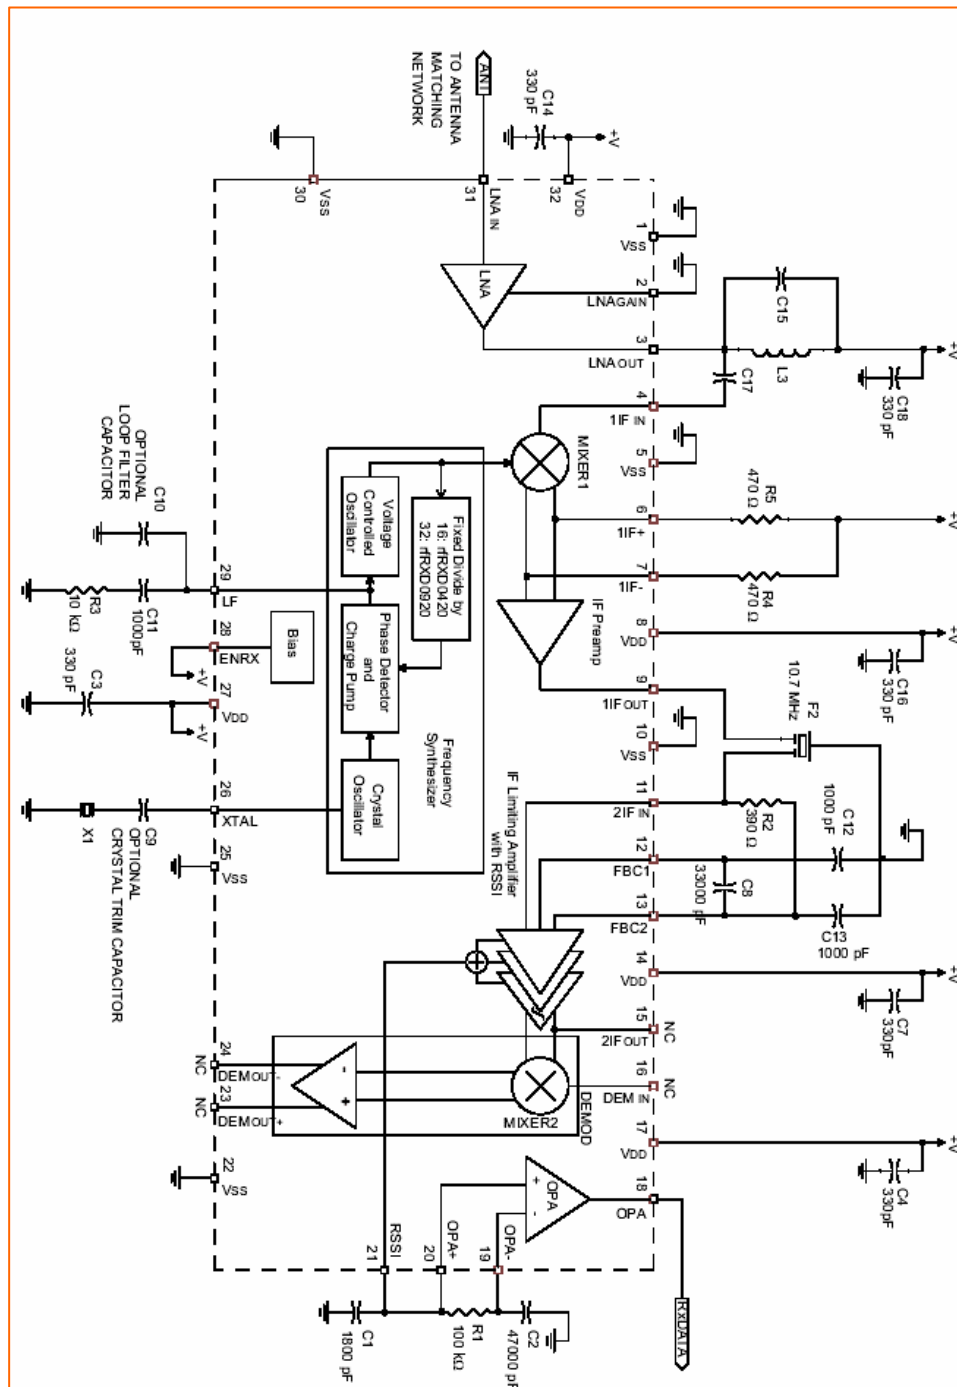 TO ANTENNA
MATCHING
NETWORK
ANT
C14
330 pF
+V
30
VSS
31
LNA IN
32
VDD
1
VSS
2
LNAGAIN
3
LNA OUT
4
1IF IN
5
VSS
6
1IF+
7
1IF-
8
VDD
9
1IFOUT
10
VSS
11
2IF IN
12
FBC1
13
FBC2
14
VDD
15
2IF OUT
NC
16
DEM IN
NC
17
VDD
18
OPA
LNA
C15
L3
C17
+V
C18
330 pF
MIXER1
R5
470 Ω
R4
470 Ω
+V
IF Preamp
+V
C16
330 pF
F2
10.7 MHz
R2
390 Ω
C12
1000 pF
C8
33000 pF
C13
1000 pF
+V
C7
330pF
+V
C4
330pF
Voltage
Controlled
Oscillator
Fixed Divide by
16: rfRXD0420
32: rfRXD0920
Phase Detector
and
Charge Pump
Frequency
Synthesizer
Crystal
Oscillator
Bias
IF Limiting Amplifier
with RSSI
OPTIONAL
LOOP FILTER
CAPACITOR
C10
29
LF
C11
1000pF
R3
10 kΩ
28
ENRX
+V
27
VDD
+V
C3
330 pF
26
XTAL
C9
X1
OPTIONAL
CRYSTAL TRIM CAPACITOR
25
VSS
24
DEMOUT-
NC
23
DEMOUT+
NC
22
VSS
-
+
MIXER2
DEMOD
OPA
+
-
RSSI
21
OPA+
20
OPA-
19
C1
1800 pF
R1
100 kΩ
C2
47000 pF
RxDATA